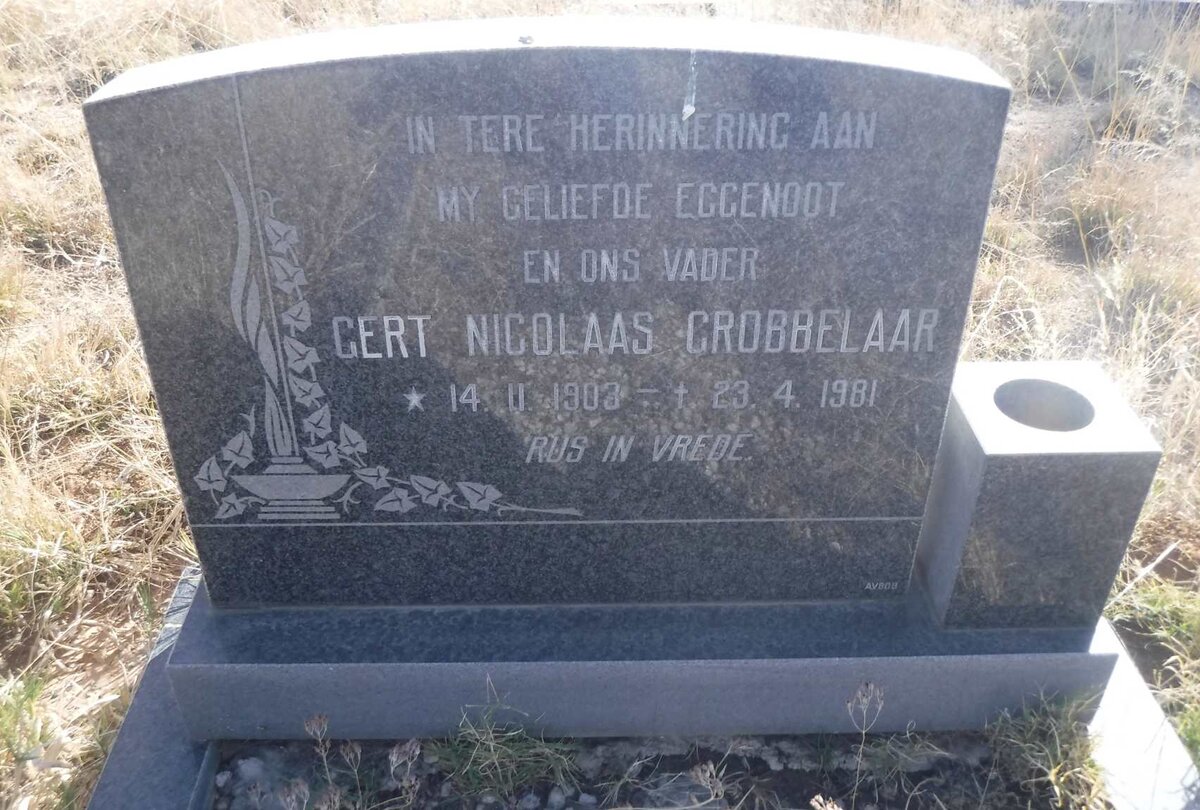 IN TERE HERINNERING AAN
MY GELIEFDE EGGENOOT
EN ONS VADER
GERT NICOLAAS GROBBELAAR
* 14. 11. 1903 – † 23. 4. 1981
RUS IN VREDE.
AVBOB